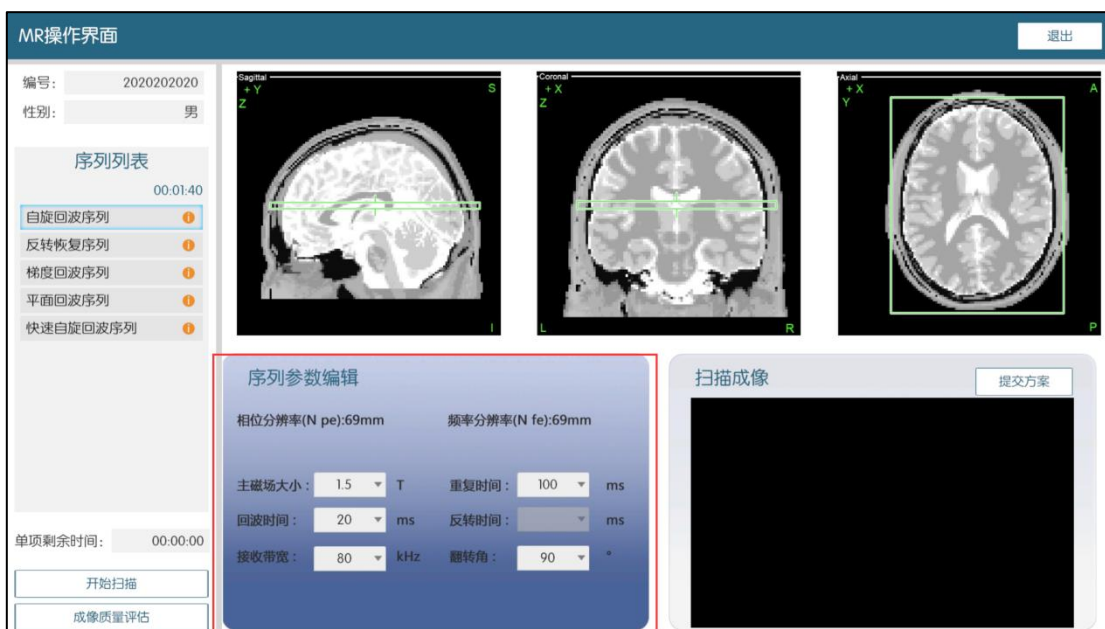 MR操作界面
退出
编号: 2020202020
性别: 男
序列列表
00:01:40
自旋回波序列
反转恢复序列
梯度回波序列
平面回波序列
快速自旋回波序列
单项剩余时间: 00:00:00
开始扫描
成像质量评估
Sagittal
+ Y
Z
S
I
Coronal
+ X
Z
L
R
Axial
+ X
Y
A
P
序列参数编辑
相位分辨率(N pe):69mm 频率分辨率(N fe):69mm
主磁场大小: 1.5 T 重复时间: 100 ms
回波时间: 20 ms 反转时间: ms
接收带宽: 80 kHz 翻转角: 90 °
扫描成像
提交方案